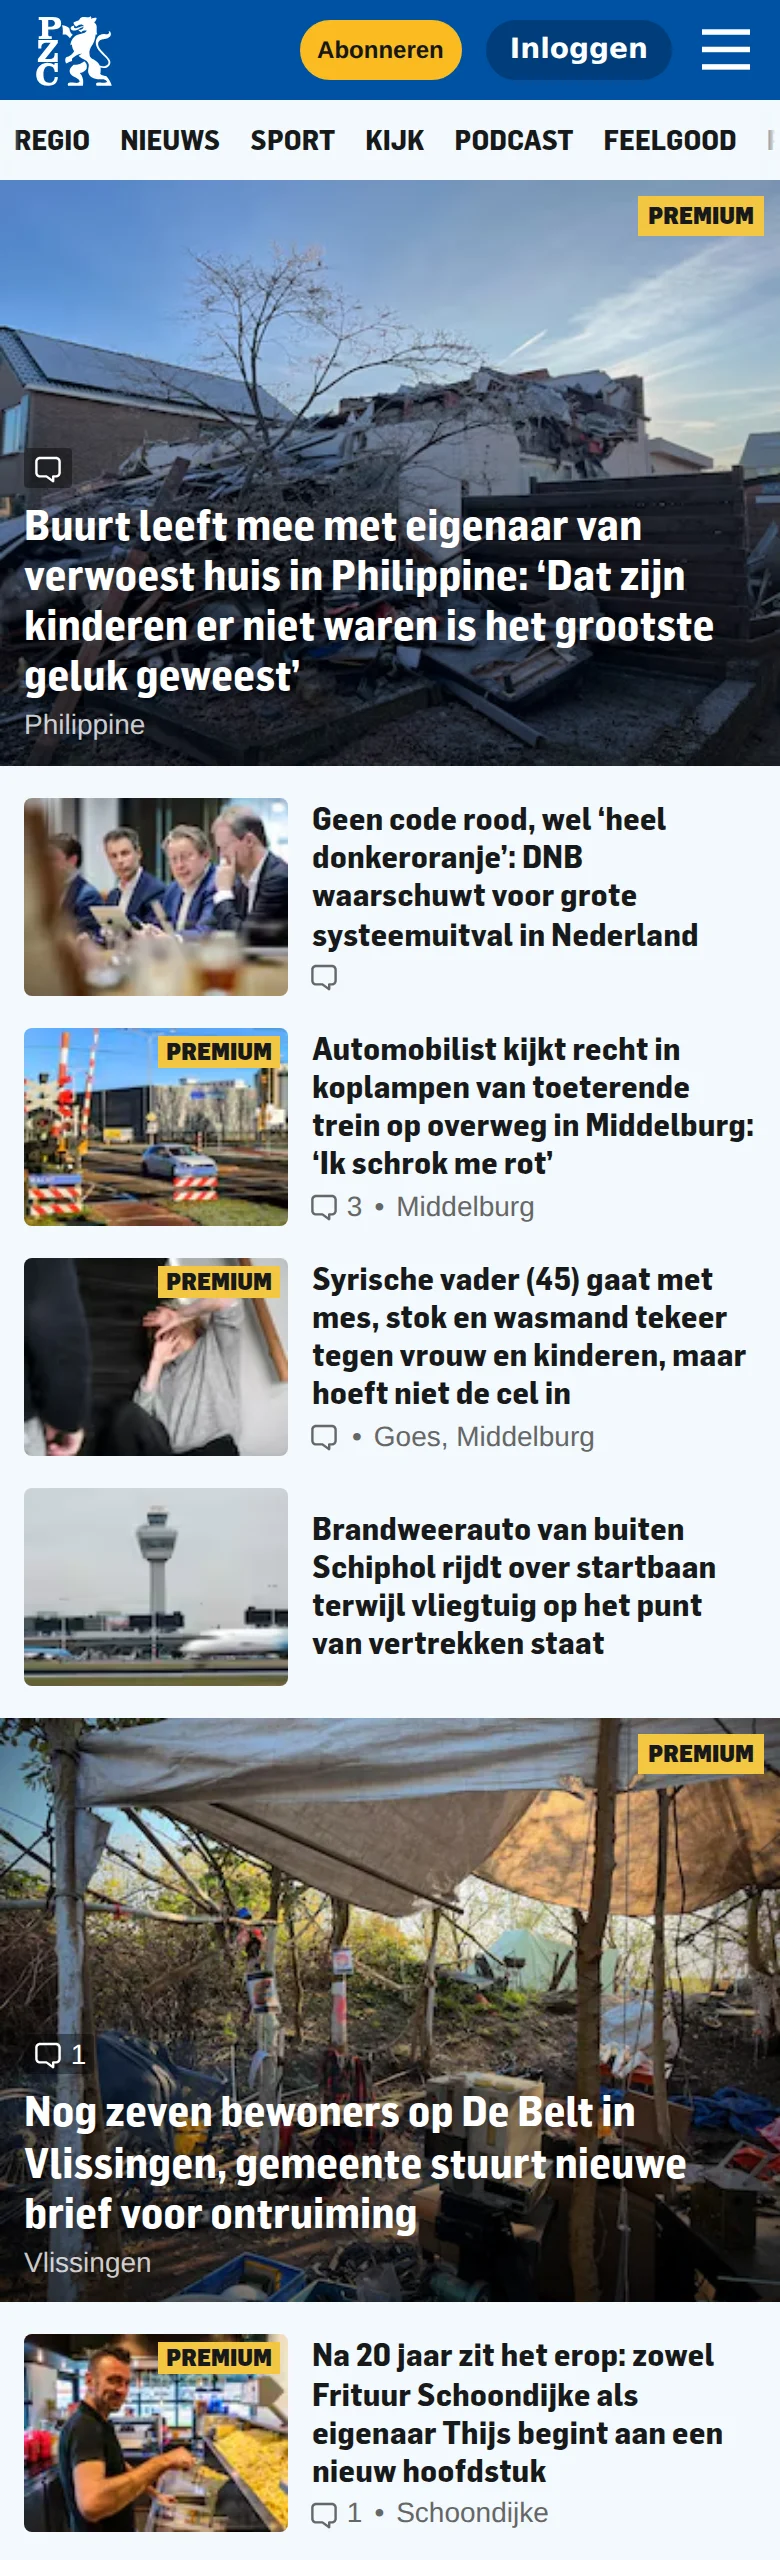 PZC
Abonneren
Inloggen
REGIO NIEUWS SPORT KIJK PODCAST FEELGOOD
PREMIUM
Buurt leeft mee met eigenaar van
verwoest huis in Philippine: ‘Dat zijn
kinderen er niet waren is het grootste
geluk geweest’
Philippine
Geen code rood, wel ‘heel
donkeroranje’: DNB
waarschuwt voor grote
systeemuitval in Nederland
PREMIUM
Automobilist kijkt recht in
koplampen van toeterende
trein op overweg in Middelburg:
‘Ik schrok me rot’
3 • Middelburg
PREMIUM
Syrische vader (45) gaat met
mes, stok en wasmand tekeer
tegen vrouw en kinderen, maar
hoeft niet de cel in
• Goes, Middelburg
Brandweerauto van buiten
Schiphol rijdt over startbaan
terwijl vliegtuig op het punt
van vertrekken staat
PREMIUM
1
Nog zeven bewoners op De Belt in
Vlissingen, gemeente stuurt nieuwe
brief voor ontruiming
Vlissingen
PREMIUM
Na 20 jaar zit het erop: zowel
Frituur Schoondijke als
eigenaar Thijs begint aan een
nieuw hoofdstuk
1 • Schoondijke